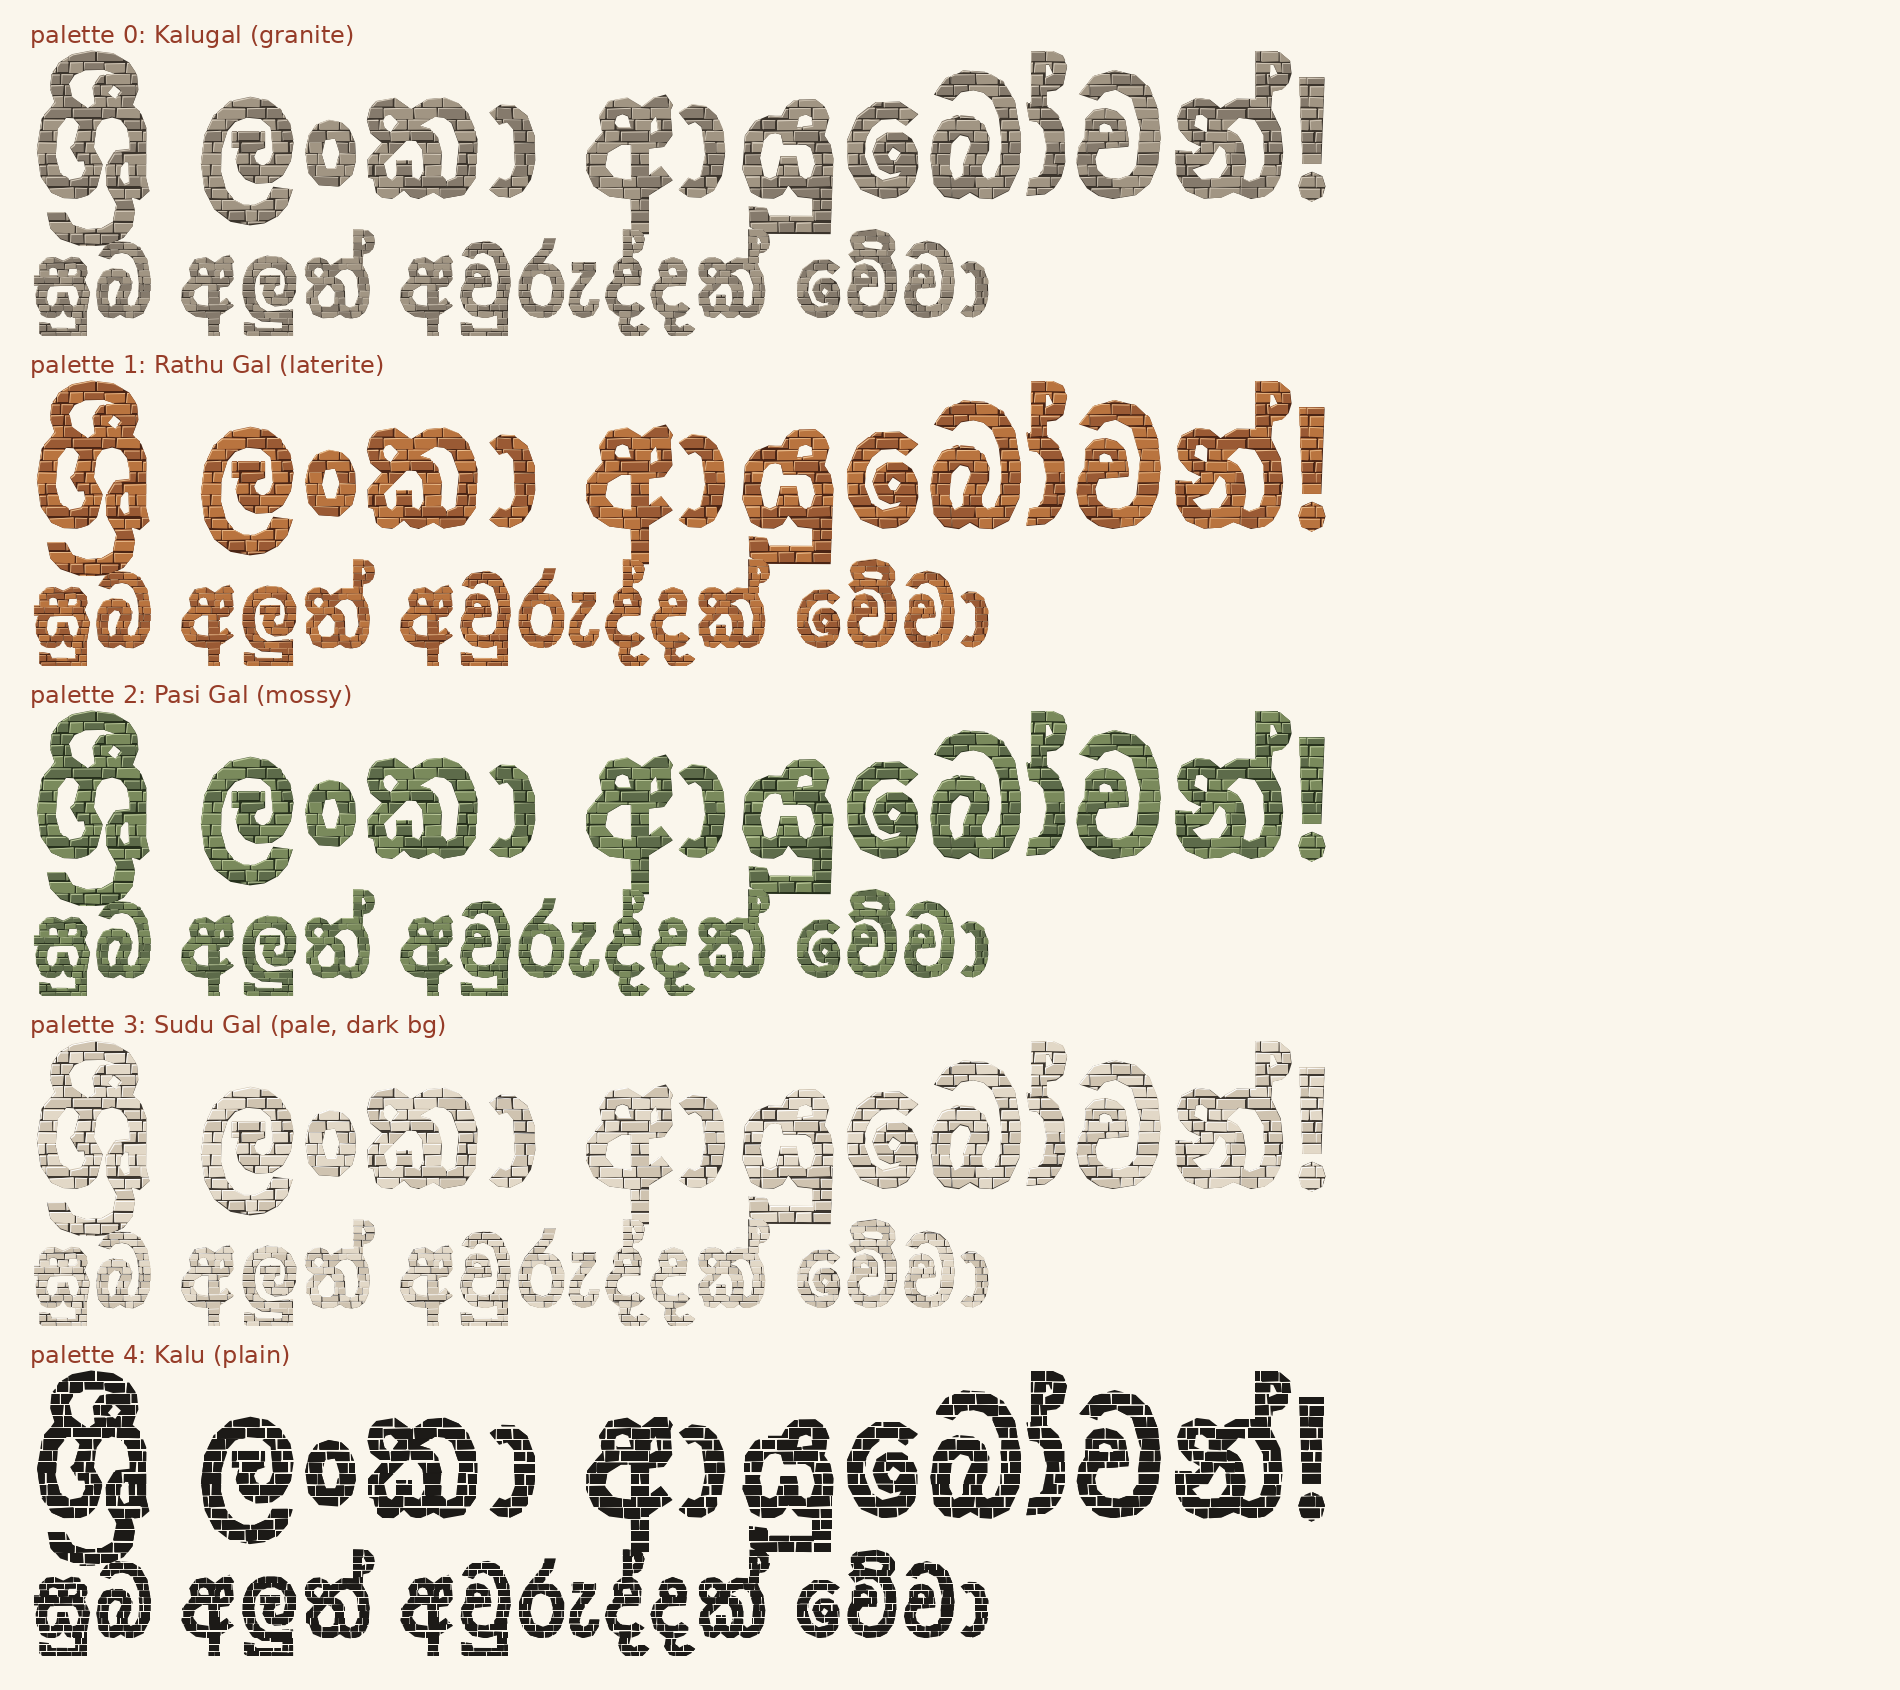 palette 0: Kalugal (granite)
ශ්‍රී ලංකා ආයුබෝවන්!
සුබ අලුත් අවුරුද්දක් වේවා
palette 1: Rathu Gal (laterite)
ශ්‍රී ලංකා ආයුබෝවන්!
සුබ අලුත් අවුරුද්දක් වේවා
palette 2: Pasi Gal (mossy)
ශ්‍රී ලංකා ආයුබෝවන්!
සුබ අලුත් අවුරුද්දක් වේවා
palette 3: Sudu Gal (pale, dark bg)
ශ්‍රී ලංකා ආයුබෝවන්!
සුබ අලුත් අවුරුද්දක් වේවා
palette 4: Kalu (plain)
ශ්‍රී ලංකා ආයුබෝවන්!
සුබ අලුත් අවුරුද්දක් වේවා